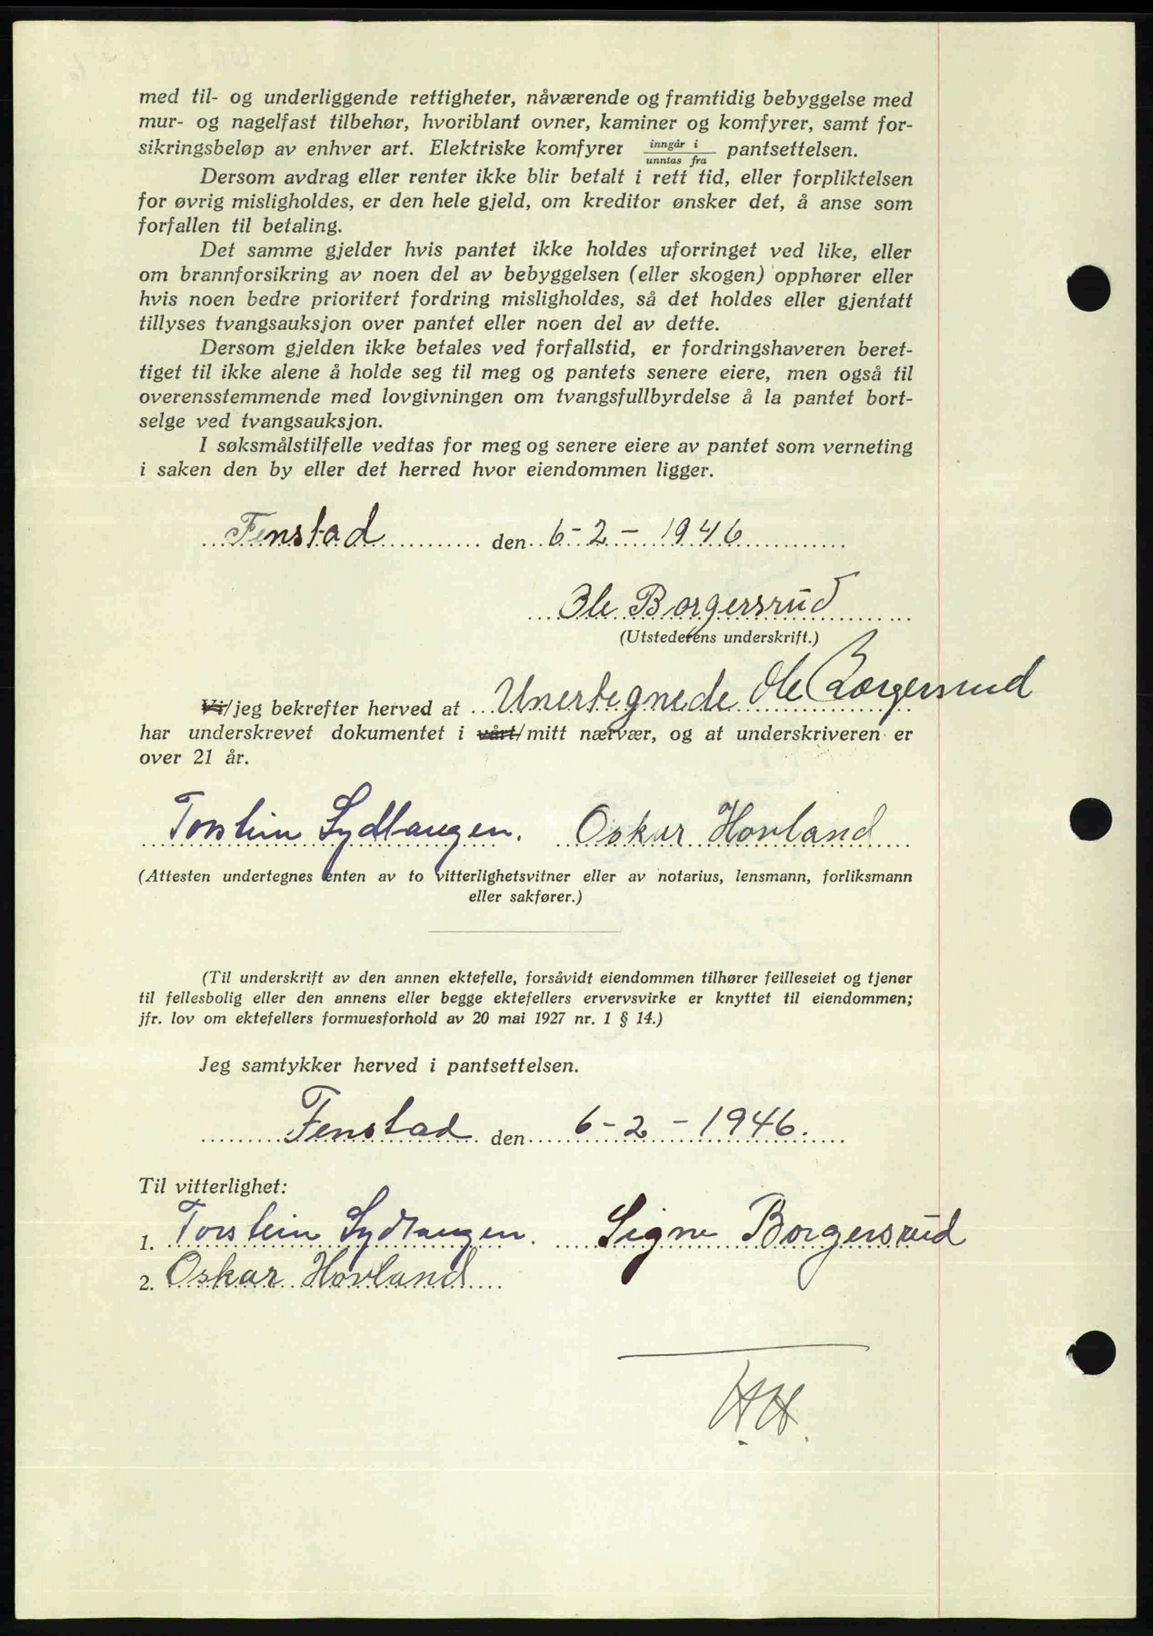 med til- og underliggende rettigheter, nåværende og framtidig bebyggelse med
mur- og nagelfast tilbehør, hvoriblant ovner, kaminer og komfyrer, samt for-
sikringsbeløp av enhver art. Elektriske komfyrer inngår i / unntas fra pantsettelsen.
Dersom avdrag eller renter ikke blir betalt i rett tid, eller forpliktelsen
for øvrig misligholdes, er den hele gjeld, om kreditor ønsker det, å anse som
forfallen til betaling.
Det samme gjelder hvis pantet ikke holdes uforringet ved like, eller
om brannforsikring av noen del av bebyggelsen (eller skogen) opphører eller
hvis noen bedre prioritert fordring misligholdes, så det holdes eller gjentatt
tillyses tvangsauksjon over pantet eller noen del av dette.
Dersom gjelden ikke betales ved forfallstid, er fordringshaveren beret-
tiget til ikke alene å holde seg til meg og pantets senere eiere, men også til
overensstemmende med lovgivningen om tvangsfullbyrdelse å la pantet bort-
selge ved tvangsauksjon.
I søksmålstilfelle vedtas for meg og senere eiere av pantet som verneting
i saken den by eller det herred hvor eiendommen ligger.
Fenstad den 6-2-1946
Ole Borgersrud
(Utstederens underskrift.)
Vi/jeg bekrefter herved at Unertegnede Ole Borgersrud
har underskrevet dokumentet i vårt/mitt nærvær, og at underskriveren er
over 21 år.
Torstein Sydtangen. Oskar Hovland
(Attesten undertegnes enten av to vitterlighetsvitner eller av notarius, lensmann, forliksmann
eller sakfører.)
(Til underskrift av den annen ektefelle, forsåvidt eiendommen tilhører feilleseiet og tjener
til fellesbolig eller den annens eller begge ektefellers ervervsvirke er knyttet til eiendommen;
jfr. lov om ektefellers formuesforhold av 20 mai 1927 nr. 1 § 14.)
Jeg samtykker herved i pantsettelsen.
Fenstad den 6-2-1946.
Til vitterlighet:
1. Torstein Sydtangen. Signe Borgersrud
2. Oskar Hovland
H.H.